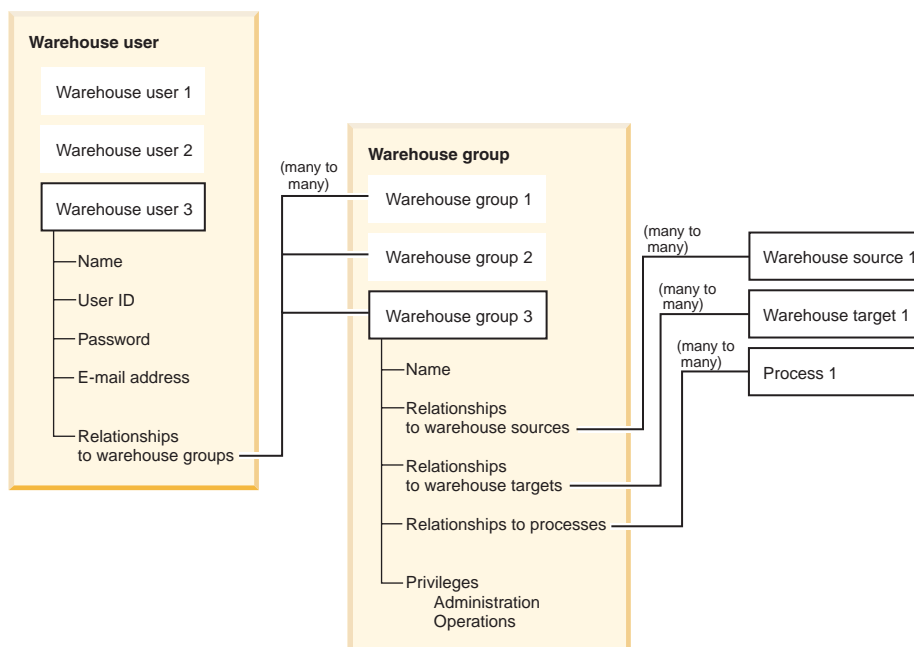 Warehouse user
Warehouse user 1
Warehouse user 2
Warehouse user 3
Name
User ID
Password
E-mail address
Relationships
to warehouse groups
(many to
many)
Warehouse group
Warehouse group 1
Warehouse group 2
Warehouse group 3
Name
Relationships
to warehouse sources
Relationships
to warehouse targets
Relationships to processes
Privileges
Administration
Operations
(many to
many)
Warehouse source 1
(many to
many)
Warehouse target 1
(many to
many)
Process 1